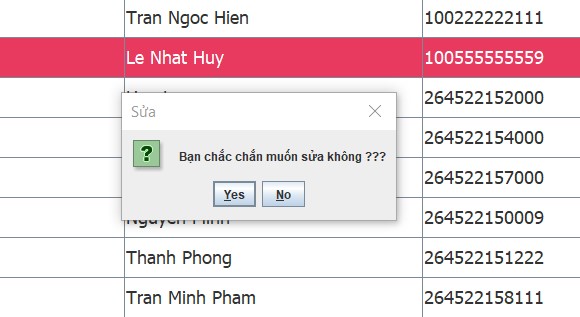 Tran Ngoc Hien 100222222111
Le Nhat Huy 100555555559
264522152000
Sửa
264522154000
Bạn chắc chắn muốn sửa không ???
264522157000
Yes No
Nguyen Minh 264522150009
Thanh Phong 264522151222
Tran Minh Pham 264522158111